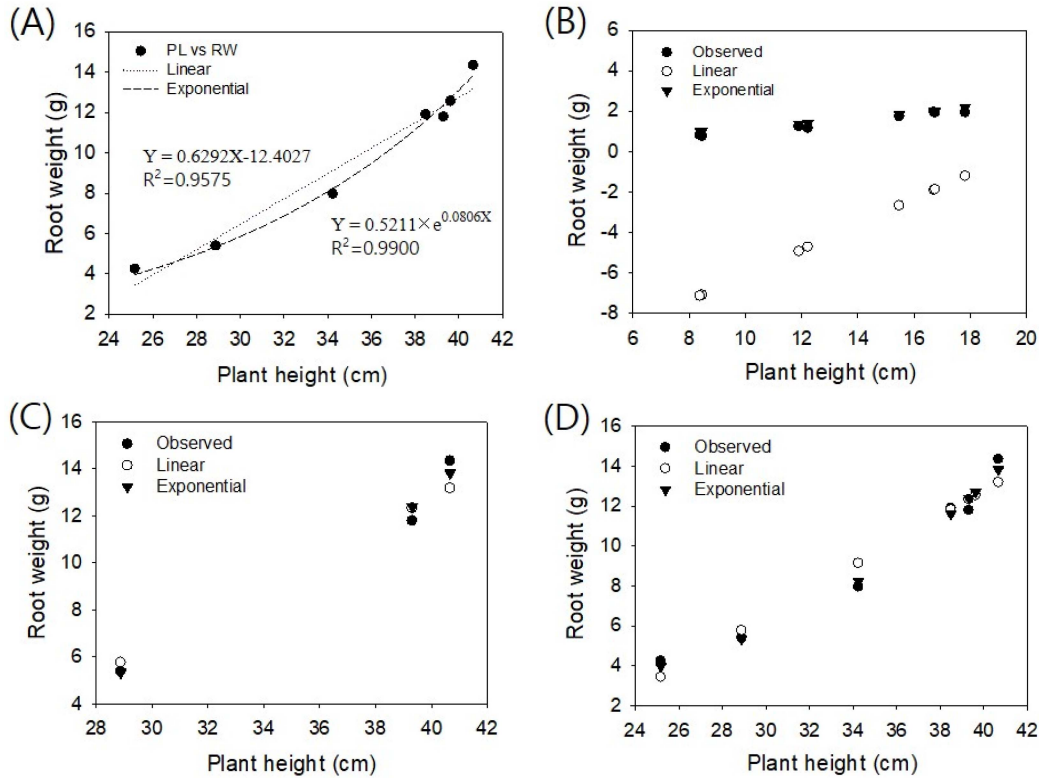 (A)
16
14
12
10
8
6
4
2
Root weight (g)
PL vs RW
Linear
Exponential
Y = 0.6292X-12.4027
R²=0.9575
Y = 0.5211×e^0.0806X
R²=0.9900
24 26 28 30 32 34 36 38 40 42
Plant height (cm)
(B)
6
4
2
0
-2
-4
-6
-8
Root weight (g)
Observed
Linear
Exponential
6 8 10 12 14 16 18 20
Plant height (cm)
(C)
16
14
12
10
8
6
4
Root weight (g)
Observed
Linear
Exponential
28 30 32 34 36 38 40 42
Plant height (cm)
(D)
16
14
12
10
8
6
4
2
Root weight (g)
Observed
Linear
Exponential
24 26 28 30 32 34 36 38 40 42
Plant height (cm)